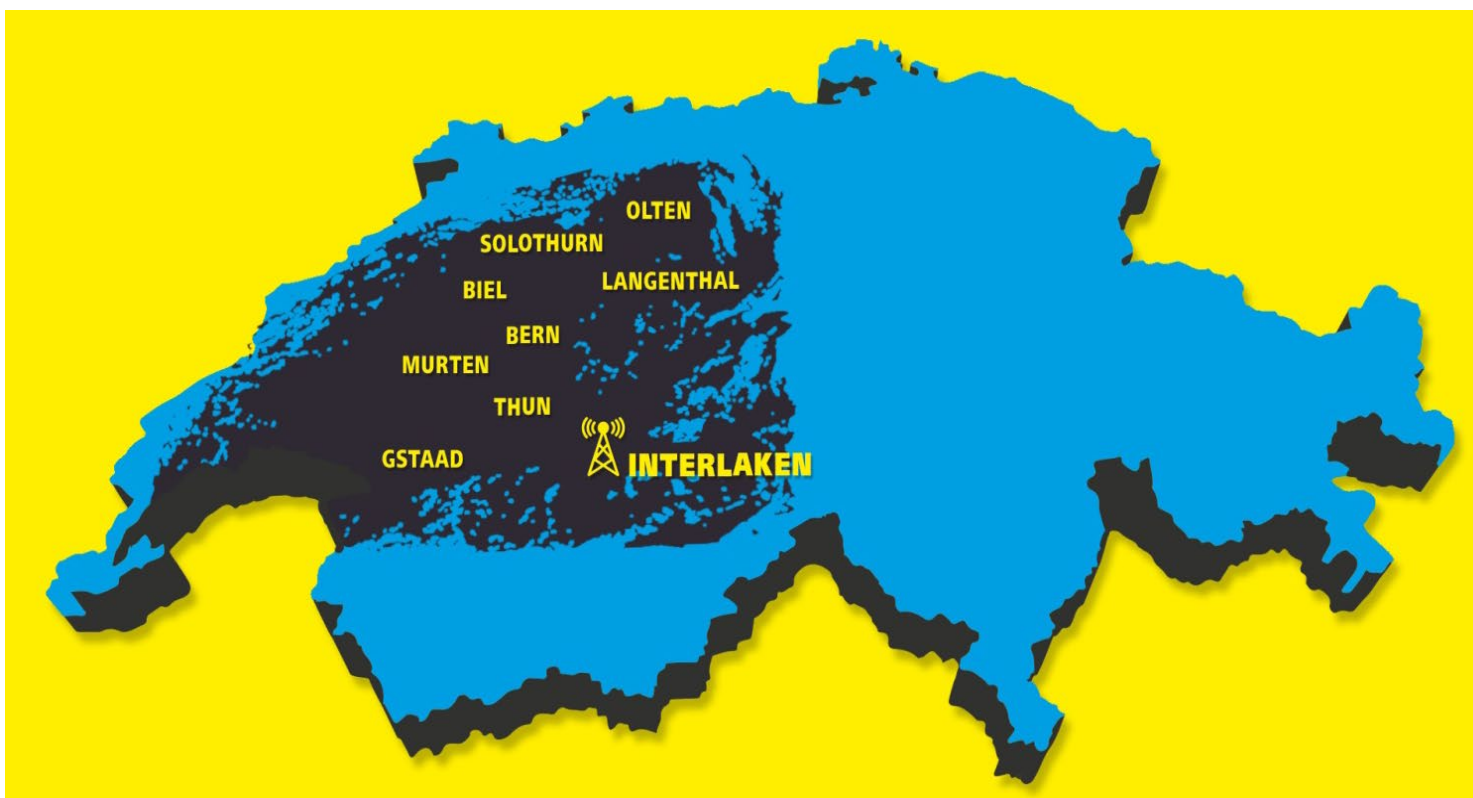 OLTEN
SOLOTHURN
LANGENTHAL
BIEL
BERN
MURTEN
THUN
GSTAAD
INTERLAKEN